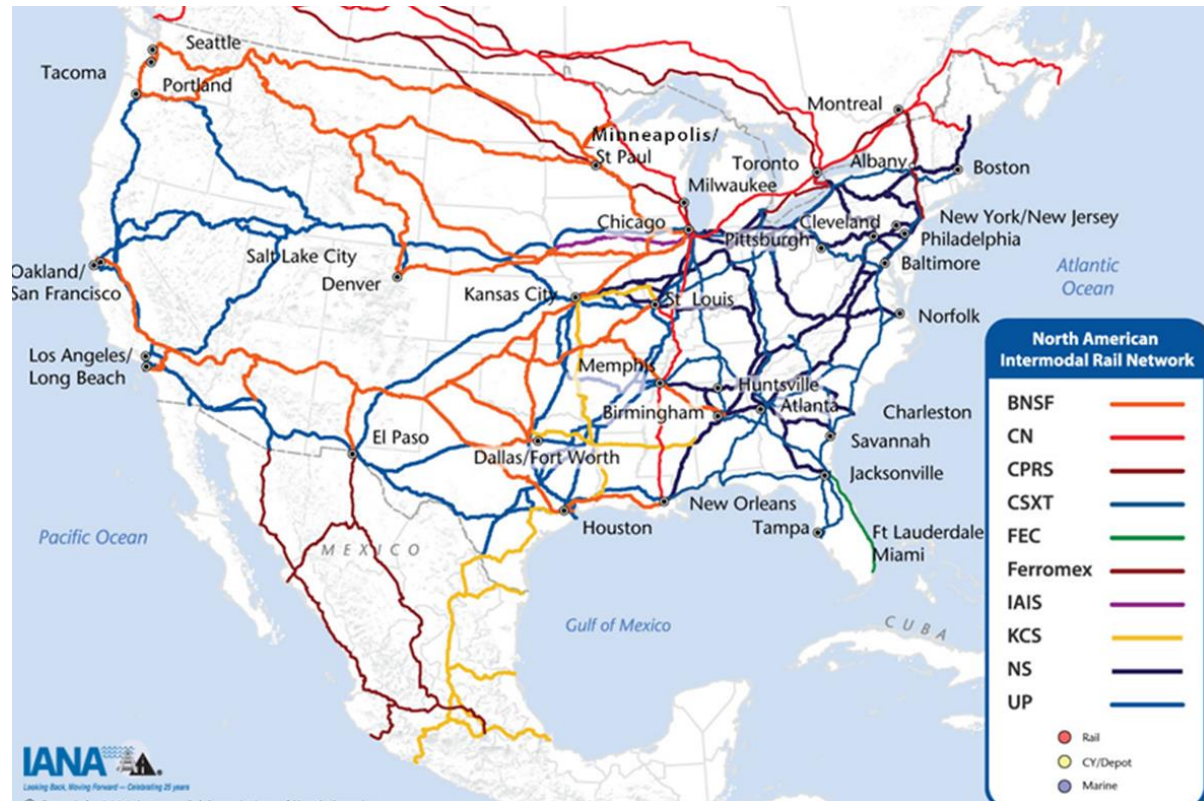 Seattle
Tacoma
Portland
Minneapolis/
St Paul
Montreal
Toronto
Albany
Boston
Milwaukee
Chicago
Cleveland
New York/New Jersey
Pittsburgh
Philadelphia
Baltimore
Salt Lake City
Oakland/
San Francisco
Denver
Kansas City
St Louis
Norfolk
Atlantic
Ocean
Los Angeles/
Long Beach
Memphis
Huntsville
Birmingham
Atlanta
Charleston
El Paso
Savannah
Dallas/Fort Worth
Jacksonville
New Orleans
Houston
Tampa
Ft Lauderdale
Miami
Pacific Ocean
MEXICO
Gulf of Mexico
CUBA
North American
Intermodal Rail Network
BNSF
CN
CPRS
CSXT
FEC
Ferromex
IAIS
KCS
NS
UP
Rail
CY/Depot
Marine
IANA
Looking Back, Moving Forward — Celebrating 25 years